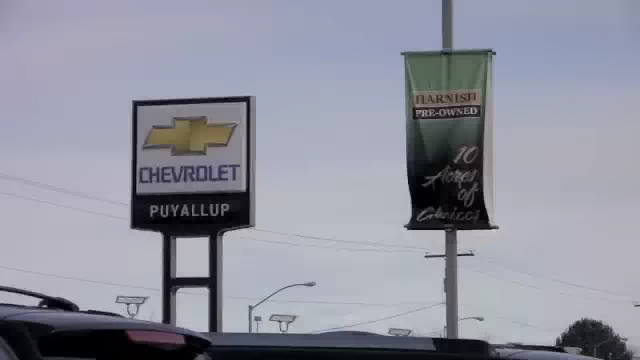 CHEVROLET
PUYALLUP
HARNISH
PRE-OWNED
10
Acres
of
Choices